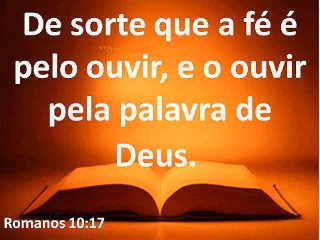 De sorte que a fé é
pelo ouvir, e o ouvir
pela palavra de
Deus.
Romanos 10:17